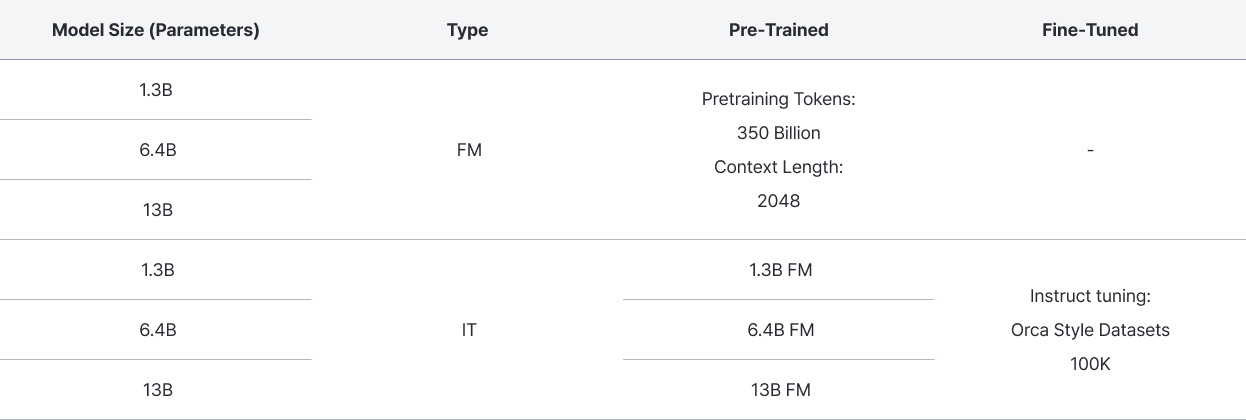 Model Size (Parameters) Type Pre-Trained Fine-Tuned
1.3B
6.4B
13B
FM
Pretraining Tokens:
350 Billion
Context Length:
2048
-
1.3B
6.4B
13B
IT
1.3B FM
6.4B FM
13B FM
Instruct tuning:
Orca Style Datasets
100K